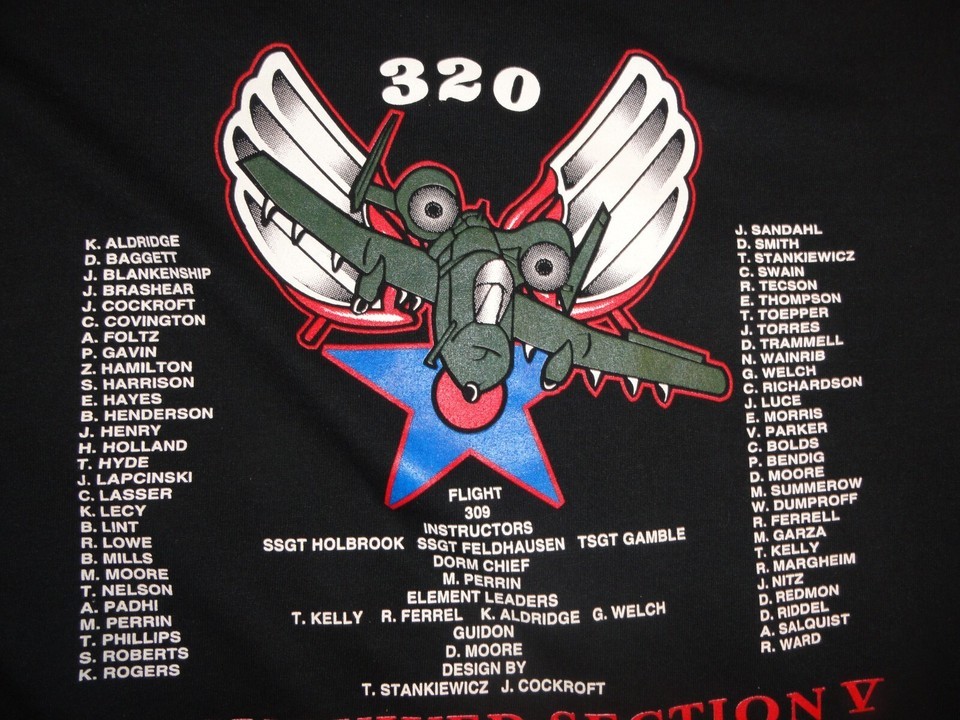 320
K. ALDRIDGE
D. BAGGETT
J. BLANKENSHIP
J. BRASHEAR
J. COCKROFT
C. COVINGTON
A. FOLTZ
P. GAVIN
Z. HAMILTON
S. HARRISON
E. HAYES
B. HENDERSON
J. HENRY
H. HOLLAND
T. HYDE
J. LAPCINSKI
C. LASSER
K. LECY
B. LINT
R. LOWE
B. MILLS
M. MOORE
T. NELSON
A. PADHI
M. PERRIN
T. PHILLIPS
S. ROBERTS
K. ROGERS
FLIGHT
309
INSTRUCTORS
SSGT HOLBROOK SSGT FELDHAUSEN TSGT GAMBLE
DORM CHIEF
M. PERRIN
ELEMENT LEADERS
T. KELLY R. FERREL K. ALDRIDGE G. WELCH
GUIDON
D. MOORE
DESIGN BY
T. STANKIEWICZ J. COCKROFT
J. SANDAHL
D. SMITH
T. STANKIEWICZ
C. SWAIN
R. TECSON
E. THOMPSON
T. TOEPPER
J. TORRES
D. TRAMMELL
N. WAINRIB
G. WELCH
C. RICHARDSON
J. LUCE
E. MORRIS
V. PARKER
C. BOLDS
P. BENDIG
D. MOORE
M. SUMMEROW
W. DUMPROFF
R. FERRELL
M. GARZA
T. KELLY
R. MARGHEIM
J. NITZ
D. REDMON
D. RIDDEL
A. SALQUIST
R. WARD
SECTION V